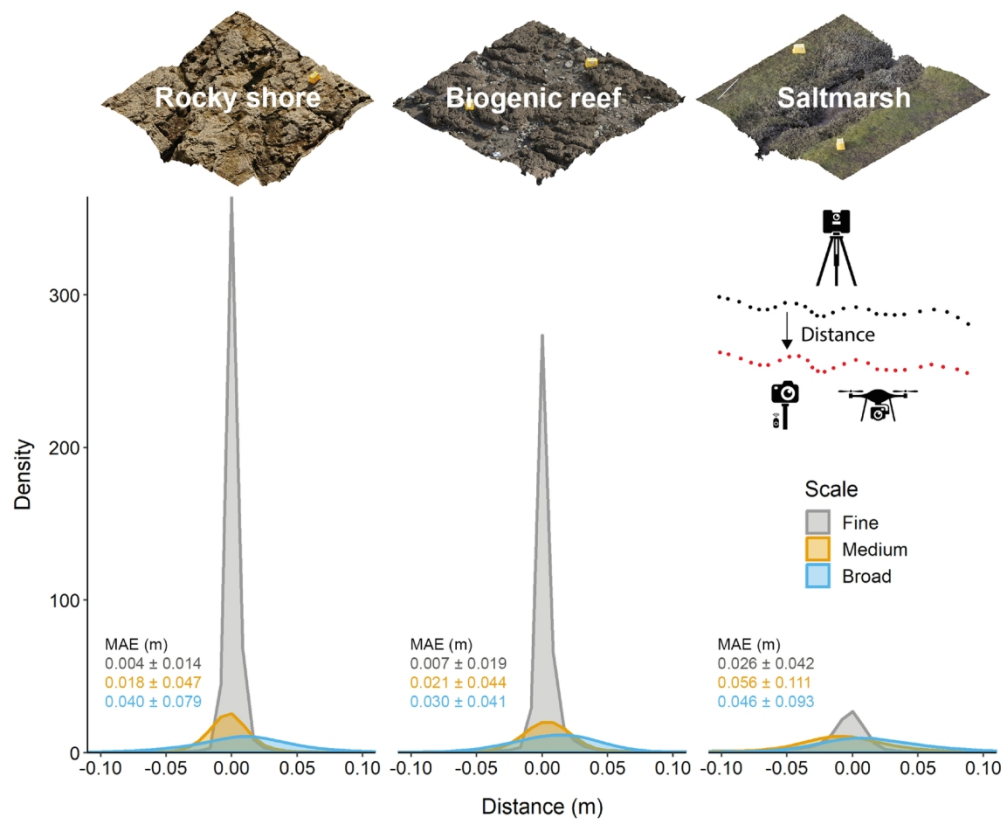 Rocky shore
Biogenic reef
Saltmarsh
Distance
Scale
Fine
Medium
Broad
Density
300
200
100
0
MAE (m)
0.004 ± 0.014
0.018 ± 0.047
0.040 ± 0.079
MAE (m)
0.007 ± 0.019
0.021 ± 0.044
0.030 ± 0.041
MAE (m)
0.026 ± 0.042
0.056 ± 0.111
0.046 ± 0.093
-0.10 -0.05 0.00 0.05 0.10
-0.10 -0.05 0.00 0.05 0.10
-0.10 -0.05 0.00 0.05 0.10
Distance (m)